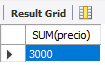 Result Grid
SUM(precio)
3000